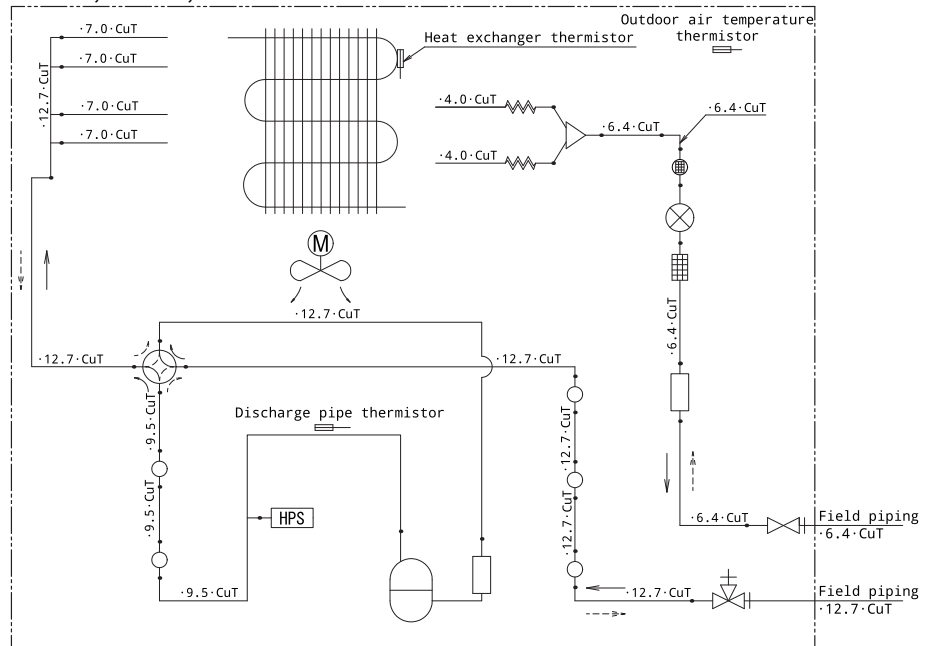 ·7.0·CuT
·7.0·CuT
·7.0·CuT
·7.0·CuT
·12.7·CuT
Heat exchanger thermistor
Outdoor air temperature
thermistor
·4.0·CuT
·4.0·CuT
·6.4·CuT
·6.4·CuT
M
·12.7·CuT
·6.4·CuT
·12.7·CuT
·12.7·CuT
Discharge pipe thermistor
·9.5·CuT
·9.5·CuT
·12.7·CuT
·12.7·CuT
HPS
·6.4·CuT
Field piping
·6.4·CuT
·9.5·CuT
·12.7·CuT
Field piping
·12.7·CuT